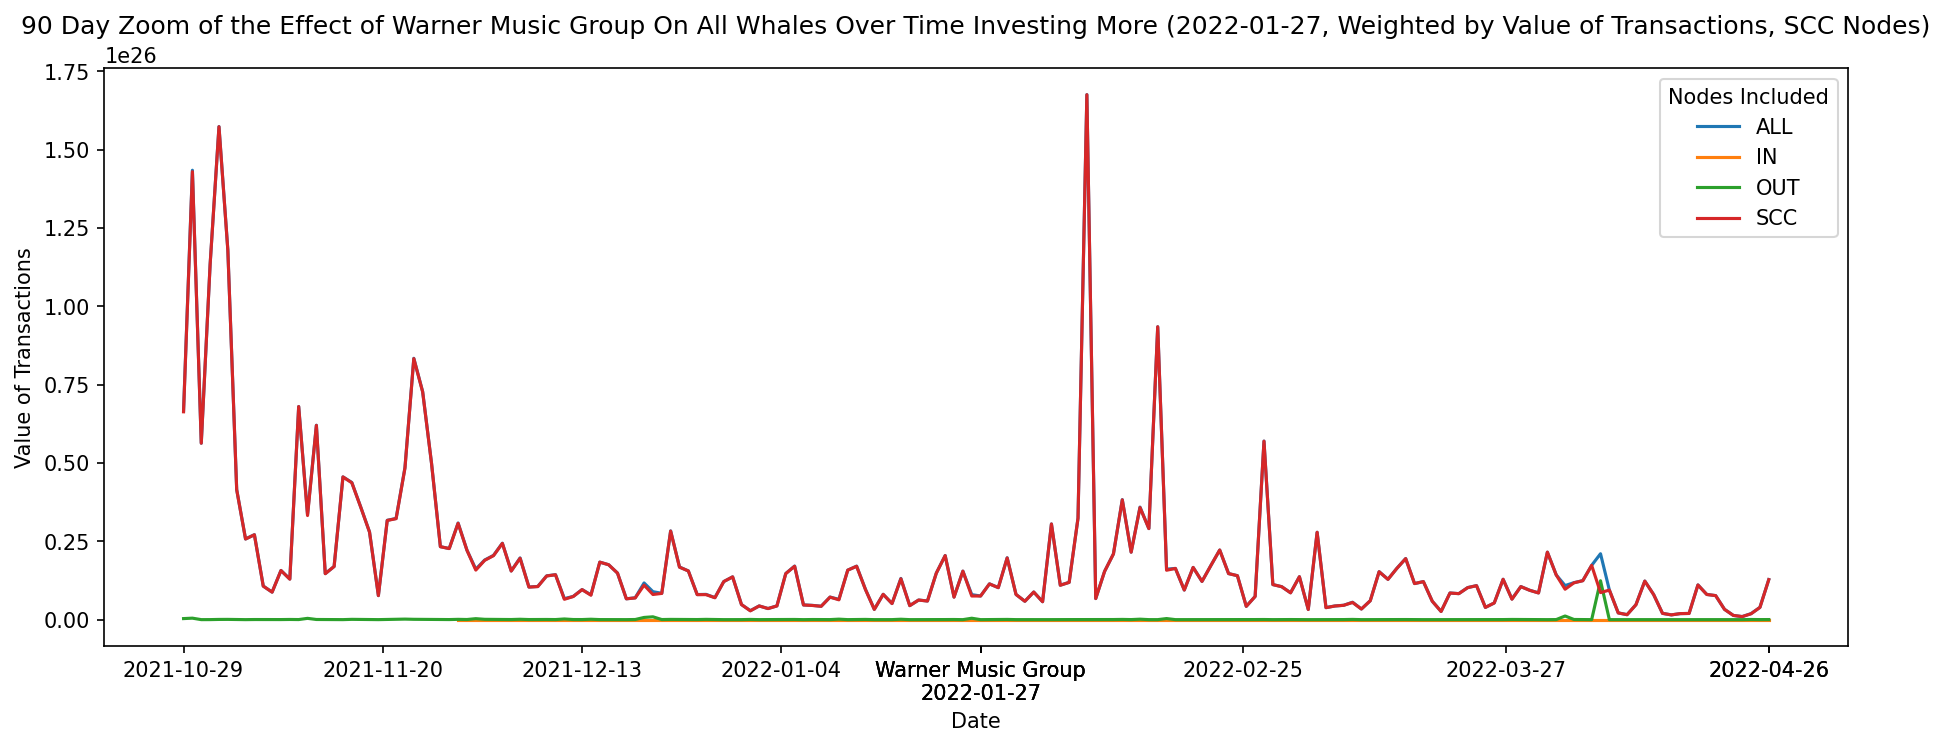 90 Day Zoom of the Effect of Warner Music Group On All Whales Over Time Investing More (2022-01-27, Weighted by Value of Transactions, SCC Nodes)
1e26
1.75
1.50
1.25
1.00
0.75
0.50
0.25
0.00
Value of Transactions
Nodes Included
ALL
IN
OUT
SCC
2021-10-29
2021-11-20
2021-12-13
2022-01-04
Warner Music Group
2022-01-27
2022-02-25
2022-03-27
2022-04-26
Date